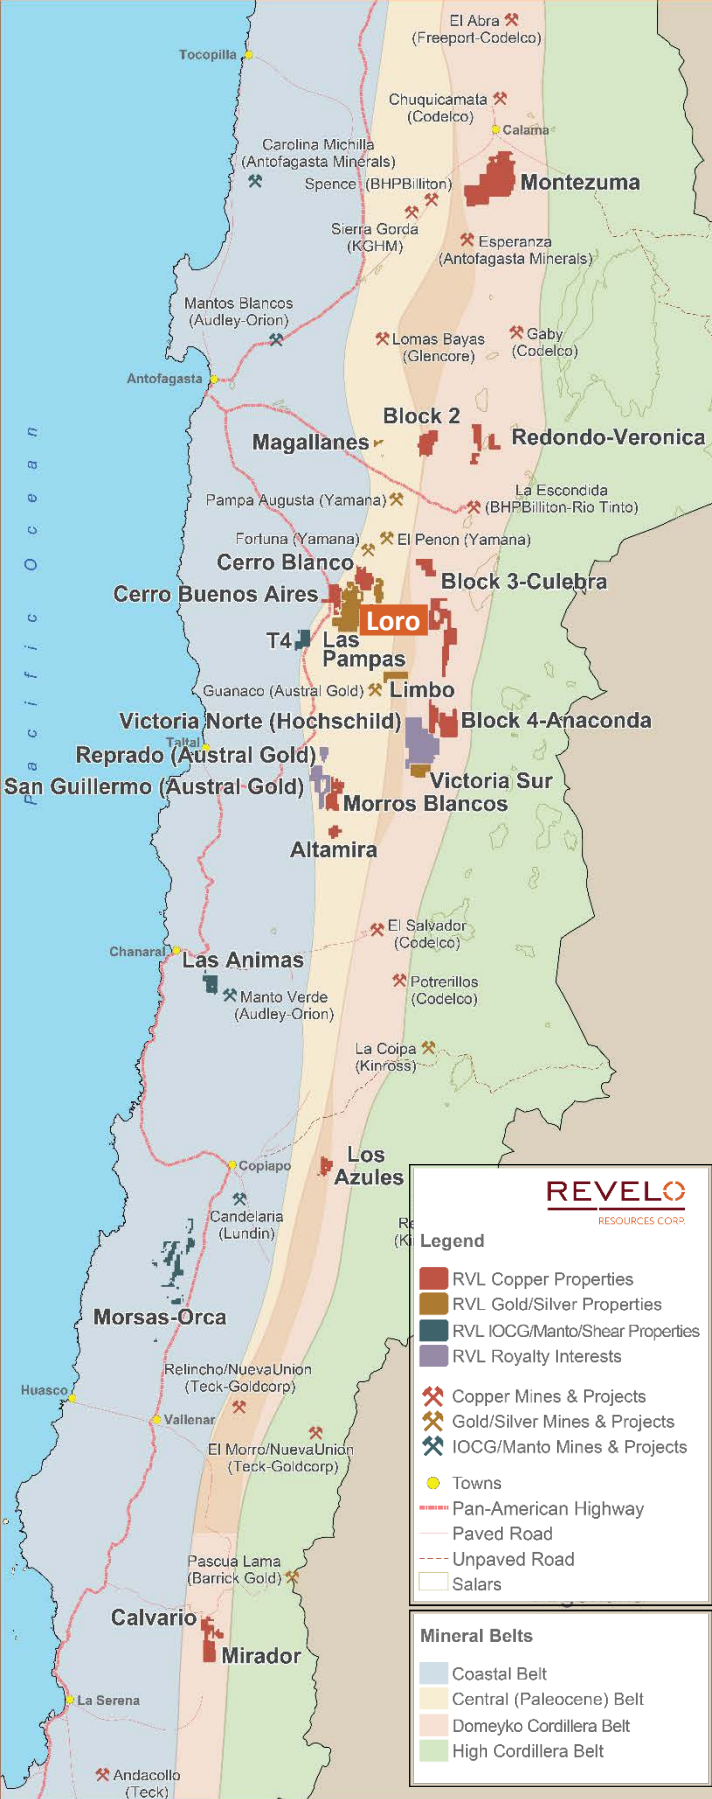 El Abra
(Freeport-Codelco)
Tocopilla
Chuquicamata
(Codelco)
Calama
Carolina Michilla
(Antofagasta Minerals)
Spence (BHPBilliton)
Montezuma
Sierra Gorda
(KGHM)
Esperanza
(Antofagasta Minerals)
Mantos Blancos
(Audley-Orion)
Lomas Bayas
(Glencore)
Gaby
(Codelco)
Antofagasta
Block 2
Magallanes
Redondo-Veronica
Pacific Ocean
La Escondida
(BHPBilliton-Rio Tinto)
Pampa Augusta (Yamana)
Fortuna (Yamana)
El Penon (Yamana)
Cerro Blanco
Block 3-Culebra
Cerro Buenos Aires
Loro
T4
Las
Pampas
Guanaco (Austral Gold)
Limbo
Victoria Norte (Hochschild)
Block 4-Anaconda
Taltal
Reprado (Austral Gold)
San Guillermo (Austral Gold)
Victoria Sur
Morros Blancos
Altamira
El Salvador
(Codelco)
Chanaral
Las Animas
Potrerillos
(Codelco)
Manto Verde
(Audley-Orion)
La Coipa
(Kinross)
Los
Azules
Copiapo
Candelaria
(Lundin)
Morsas-Orca
Relincho/NuevaUnion
(Teck-Goldcorp)
Huasco
Vallenar
El Morro/NuevaUnion
(Teck-Goldcorp)
Pascua Lama
(Barrick Gold)
Calvario
Mirador
La Serena
Andacollo
(Teck)
REVELO
RESOURCES CORP.
Legend
RVL Copper Properties
RVL Gold/Silver Properties
RVL IOCG/Manto/Shear Properties
RVL Royalty Interests
Copper Mines & Projects
Gold/Silver Mines & Projects
IOCG/Manto Mines & Projects
Towns
Pan-American Highway
Paved Road
Unpaved Road
Salars
Mineral Belts
Coastal Belt
Central (Paleocene) Belt
Domeyko Cordillera Belt
High Cordillera Belt